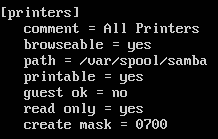 [printers]
comment = All Printers
browseable = yes
path = /var/spool/samba
printable = yes
guest ok = no
read only = yes
create mask = 0700